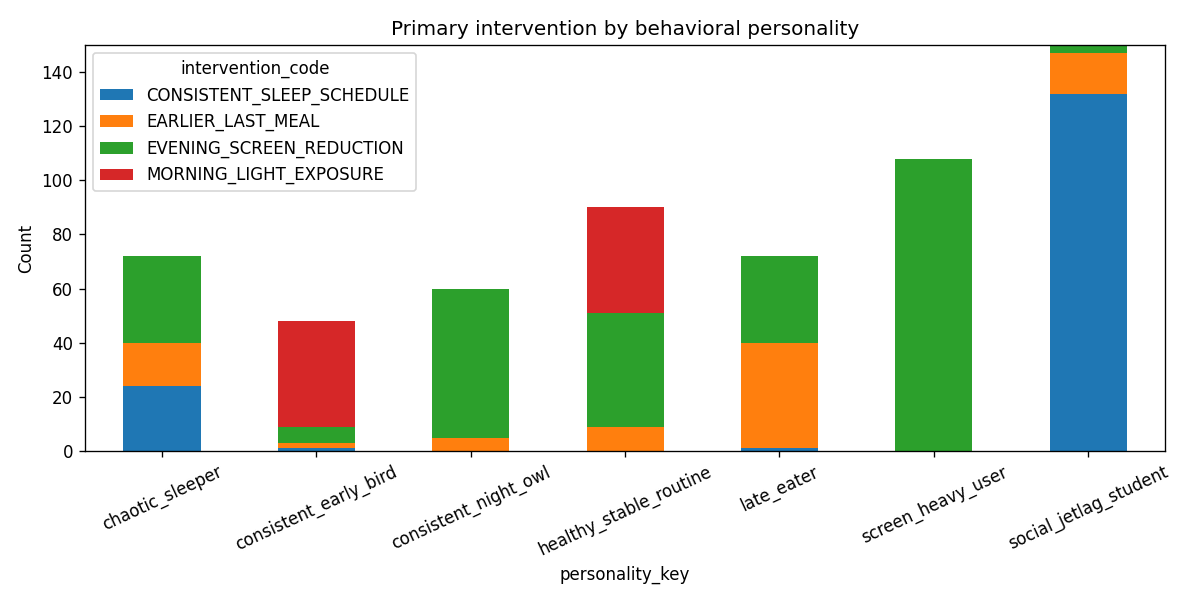 Primary intervention by behavioral personality
intervention_code
CONSISTENT_SLEEP_SCHEDULE
EARLIER_LAST_MEAL
EVENING_SCREEN_REDUCTION
MORNING_LIGHT_EXPOSURE
Count
140
120
100
80
60
40
20
0
chaotic_sleeper
consistent_early_bird
consistent_night_owl
healthy_stable_routine
late_eater
screen_heavy_user
social_jetlag_student
personality_key